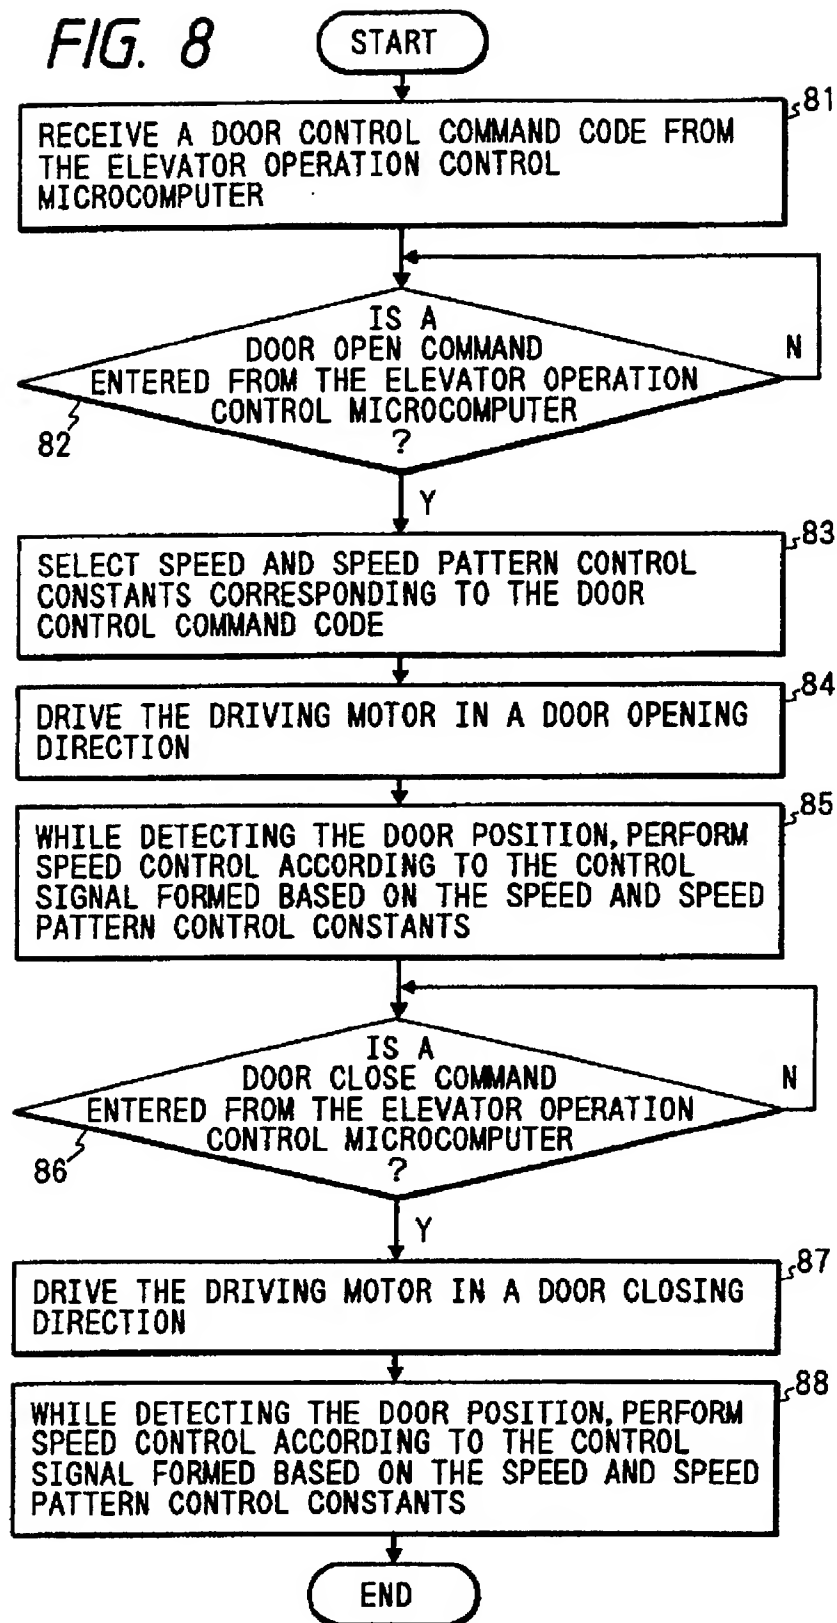 FIG. 8
START
81
RECEIVE A DOOR CONTROL COMMAND CODE FROM
THE ELEVATOR OPERATION CONTROL
MICROCOMPUTER
IS A
DOOR OPEN COMMAND
ENTERED FROM THE ELEVATOR OPERATION
CONTROL MICROCOMPUTER
?
N
82
Y
83
SELECT SPEED AND SPEED PATTERN CONTROL
CONSTANTS CORRESPONDING TO THE DOOR
CONTROL COMMAND CODE
84
DRIVE THE DRIVING MOTOR IN A DOOR OPENING
DIRECTION
85
WHILE DETECTING THE DOOR POSITION, PERFORM
SPEED CONTROL ACCORDING TO THE CONTROL
SIGNAL FORMED BASED ON THE SPEED AND SPEED
PATTERN CONTROL CONSTANTS
IS A
DOOR CLOSE COMMAND
ENTERED FROM THE ELEVATOR OPERATION
CONTROL MICROCOMPUTER
?
N
86
Y
87
DRIVE THE DRIVING MOTOR IN A DOOR CLOSING
DIRECTION
88
WHILE DETECTING THE DOOR POSITION, PERFORM
SPEED CONTROL ACCORDING TO THE CONTROL
SIGNAL FORMED BASED ON THE SPEED AND SPEED
PATTERN CONTROL CONSTANTS
END